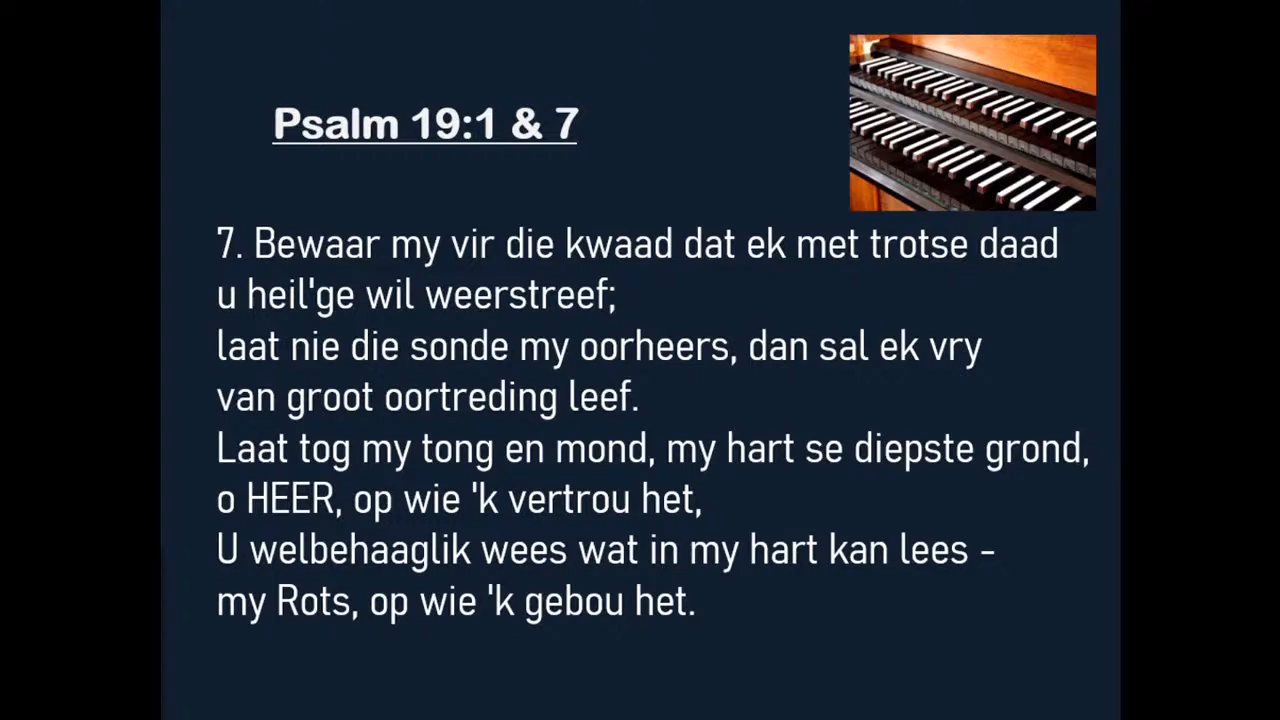 Psalm 19:1 & 7
7. Bewaar my vir die kwaad dat ek met trotse daad
u heil'ge wil weerstreef;
laat nie die sonde my oorheers, dan sal ek vry
van groot oortreding leef.
Laat tog my tong en mond, my hart se diepste grond,
o HEER, op wie 'k vertrou het,
U welbehaaglik wees wat in my hart kan lees -
my Rots, op wie 'k gebou het.